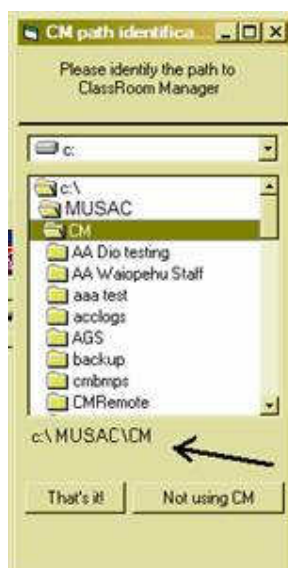 CM path identifica...
Please identify the path to
ClassRoom Manager
c:
c:\
MUSAC
CM
AA Dio testing
AA Waiopehu Staff
aaa test
acclogs
AGS
backup
cmbmps
CMRemote
c:\MUSAC\CM
That's it!
Not using CM